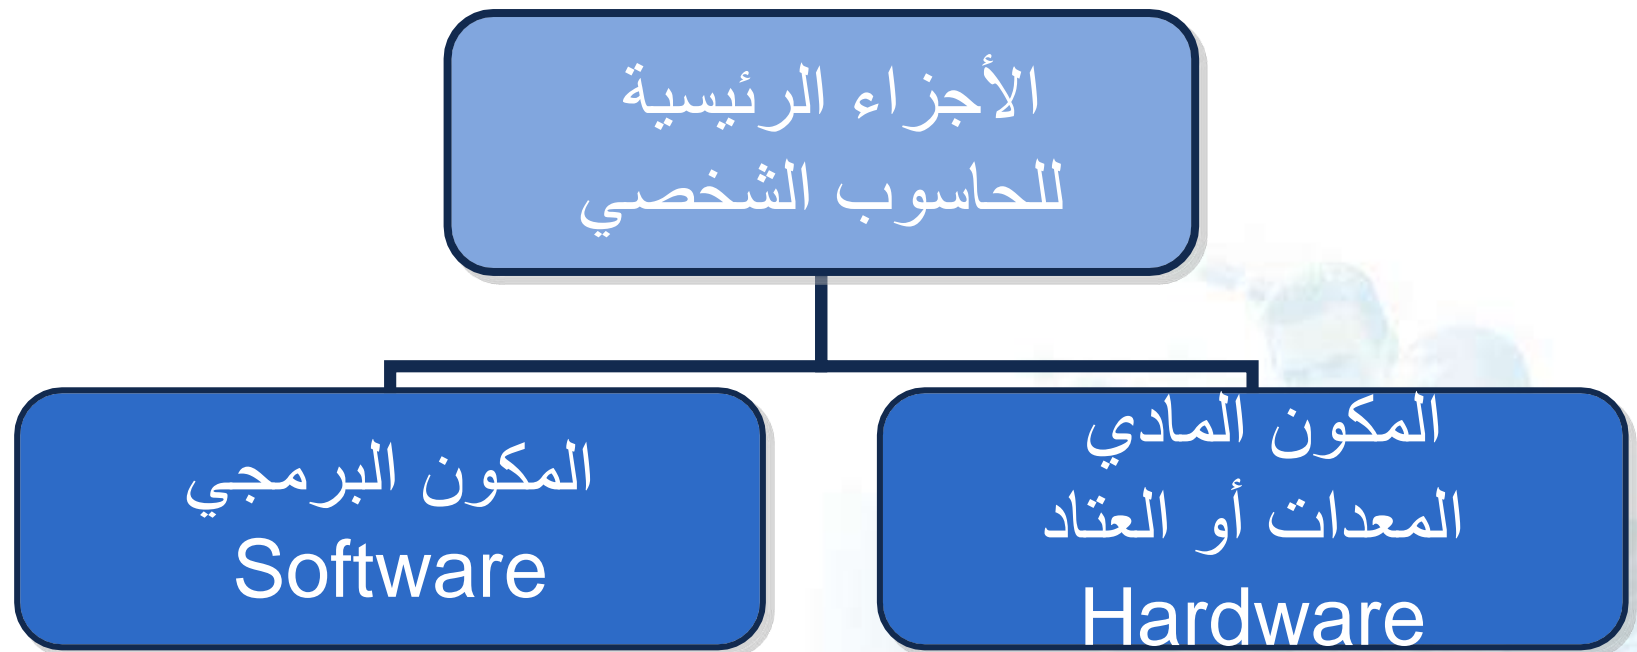 الأجزاء الرئيسية
للحاسوب الشخصي
المكون المادي
المعدات أو العتاد
Hardware
المكون البرمجي
Software